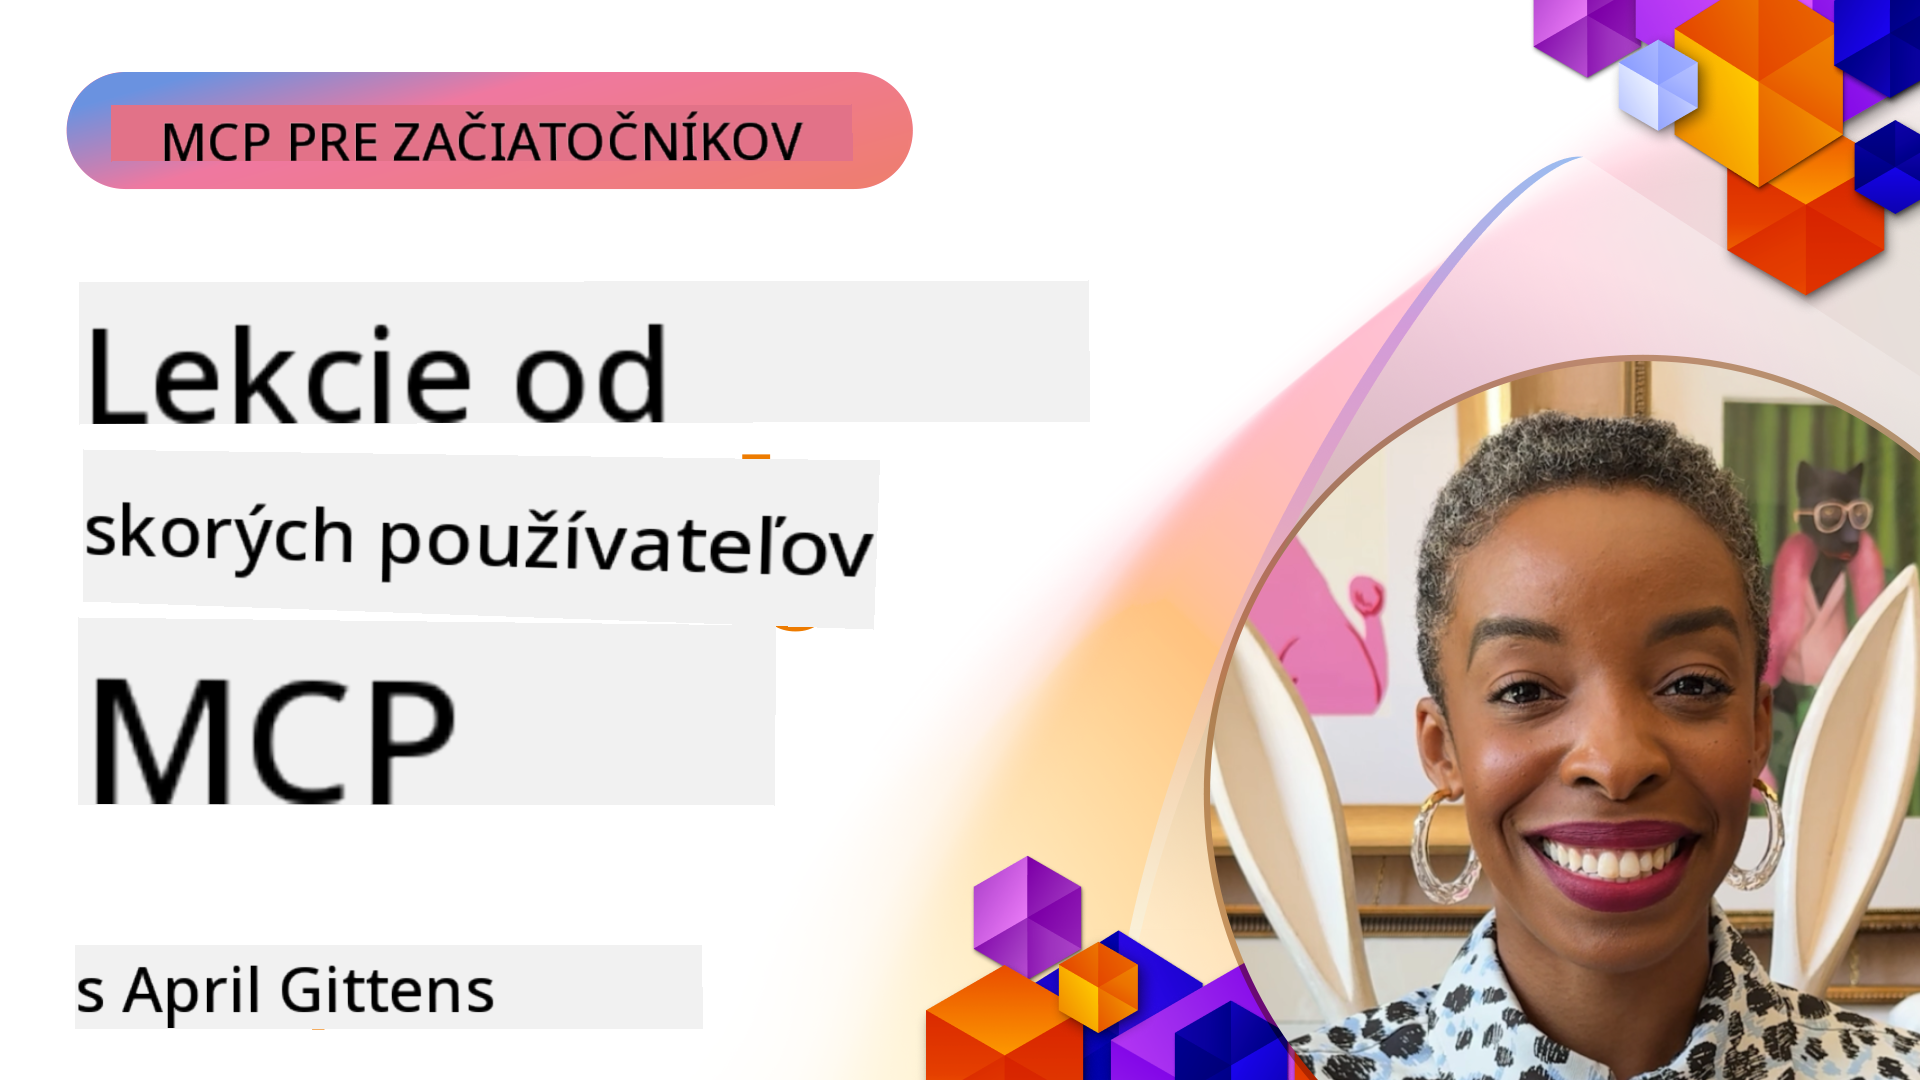 MCP PRE ZAČIATOČNÍKOV
Lekcie od
skorých používateľov
MCP
s April Gittens